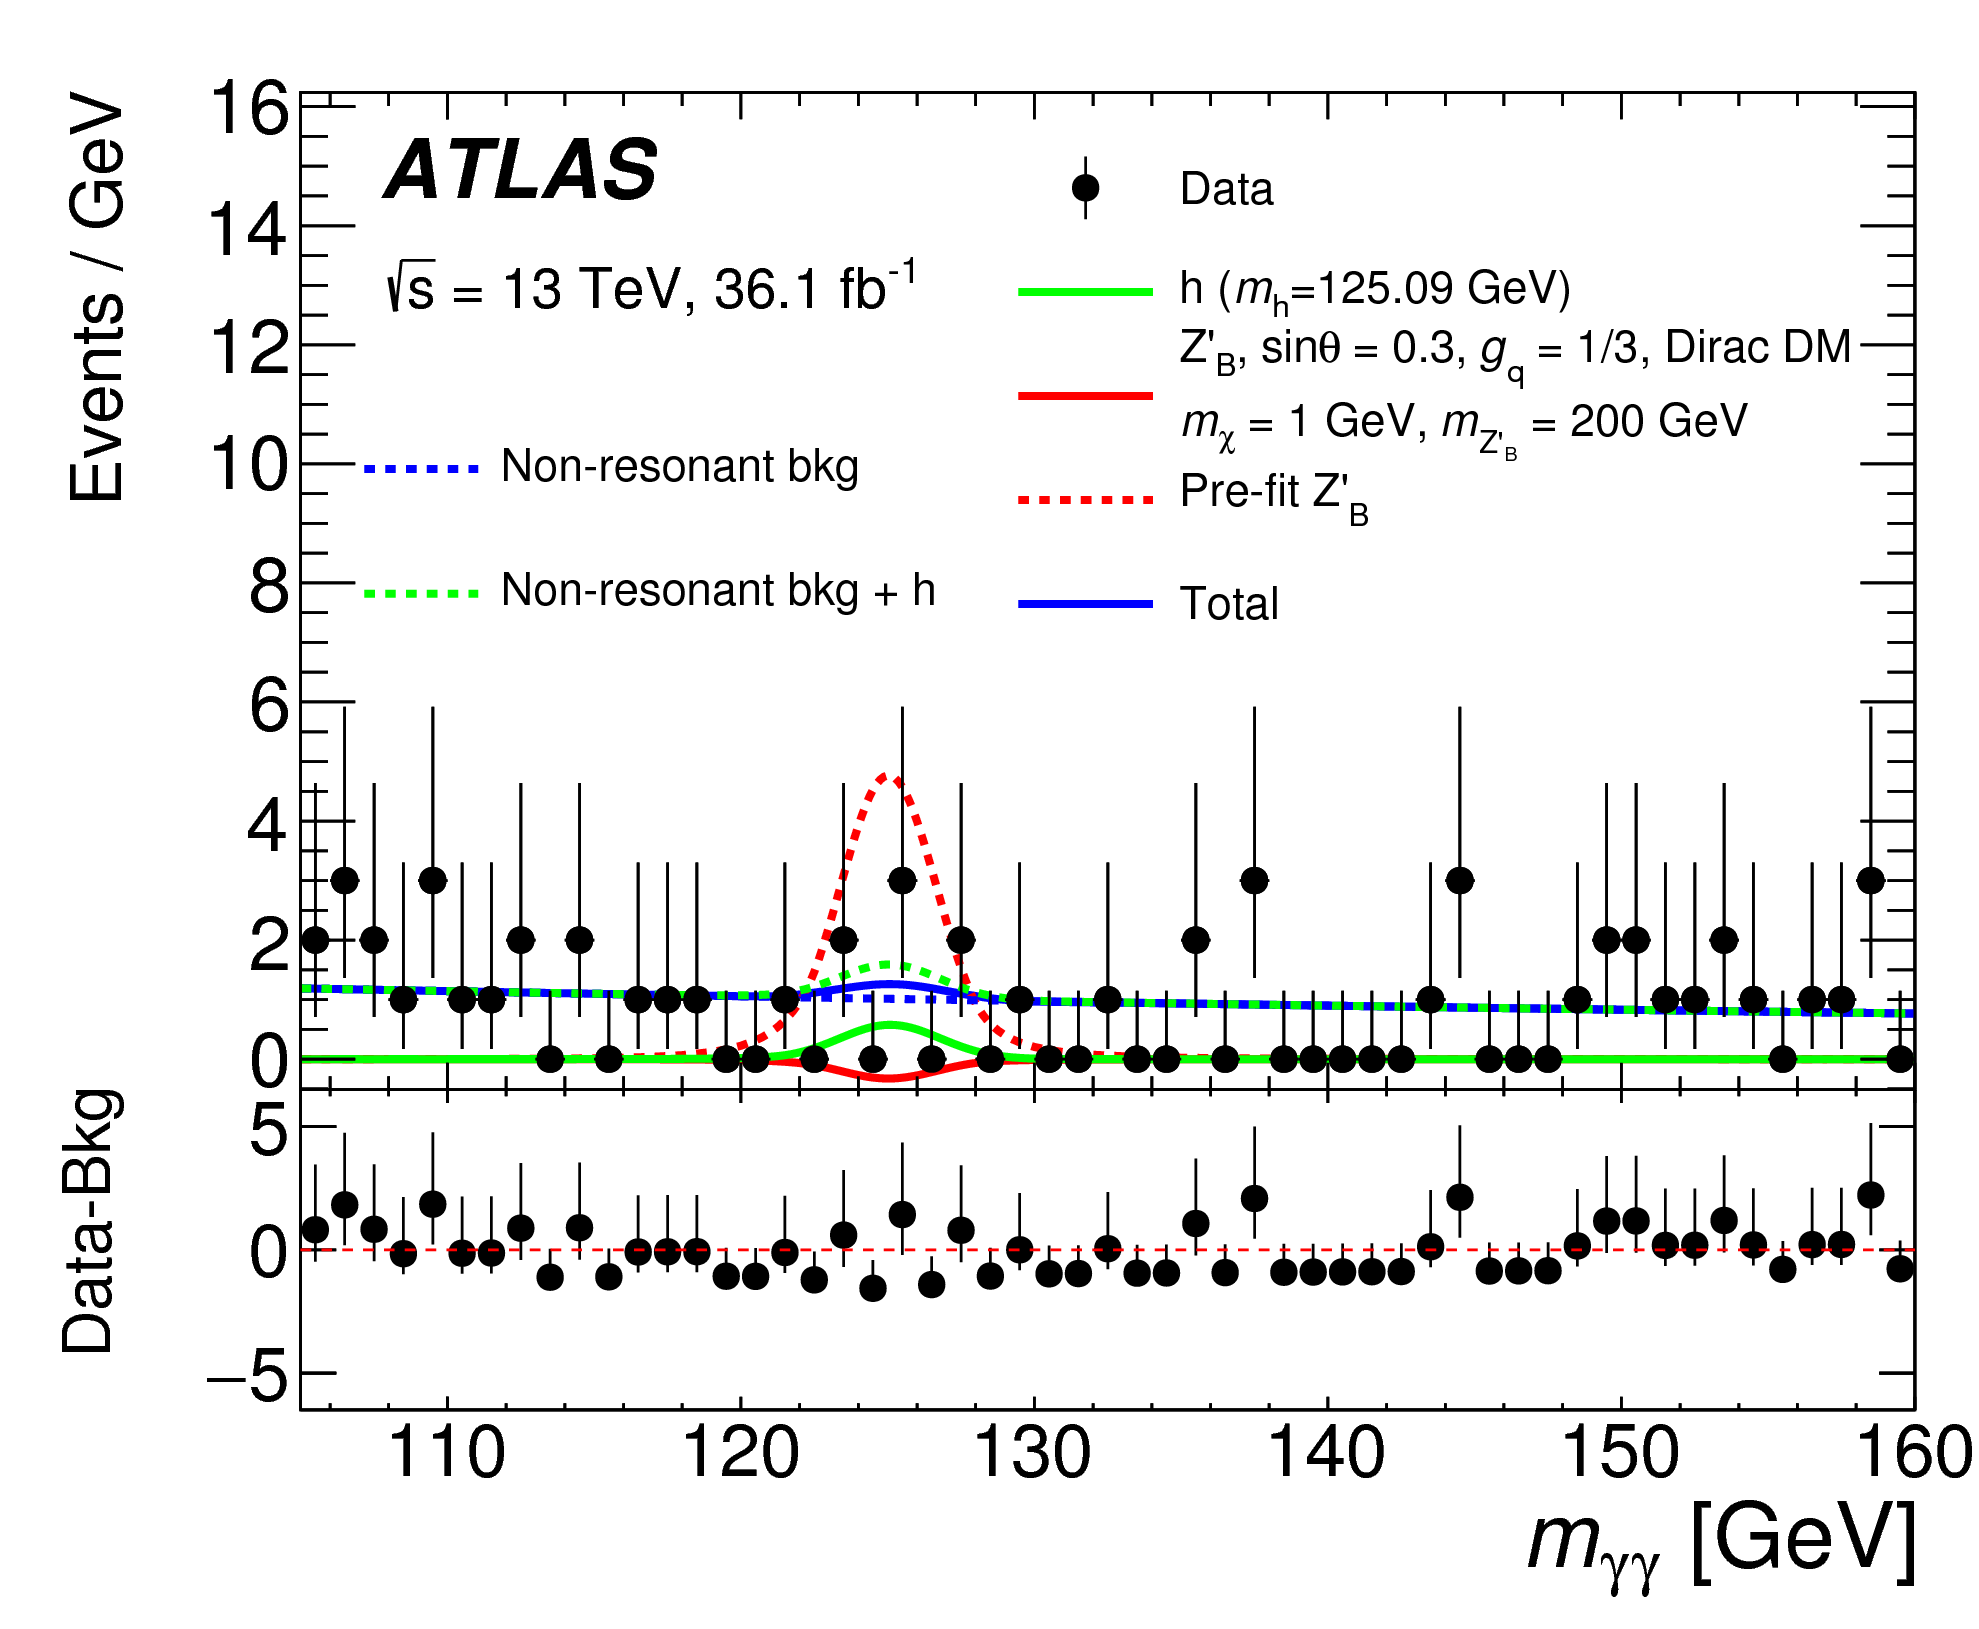 Events / GeV
16
14
12
10
8
6
4
2
0
ATLAS
√s = 13 TeV, 36.1 fb-1
Non-resonant bkg
Non-resonant bkg + h
Data
h (mh=125.09 GeV)
Z'B, sinθ = 0.3, gq = 1/3, Dirac DM
mχ = 1 GeV, mZ'B = 200 GeV
Pre-fit Z'B
Total
Data-Bkg
5
0
−5
110 120 130 140 150 160
mγγ [GeV]